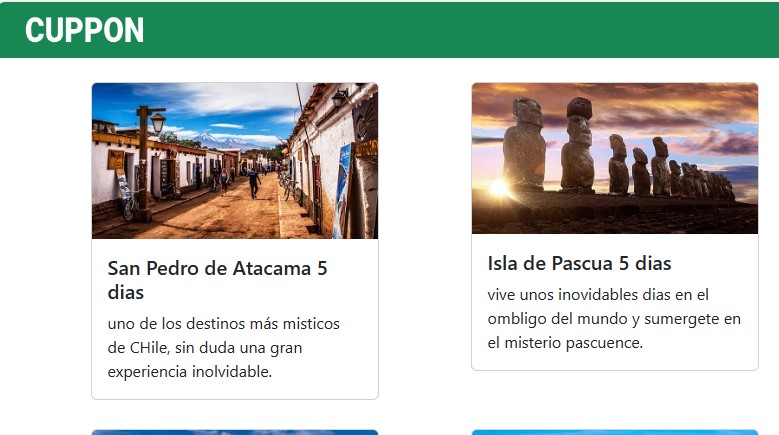 CUPPON
San Pedro de Atacama 5
dias
uno de los destinos más misticos
de CHile, sin duda una gran
experiencia inolvidable.
Isla de Pascua 5 dias
vive unos inovidables dias en el
ombligo del mundo y sumergete en
el misterio pascuence.